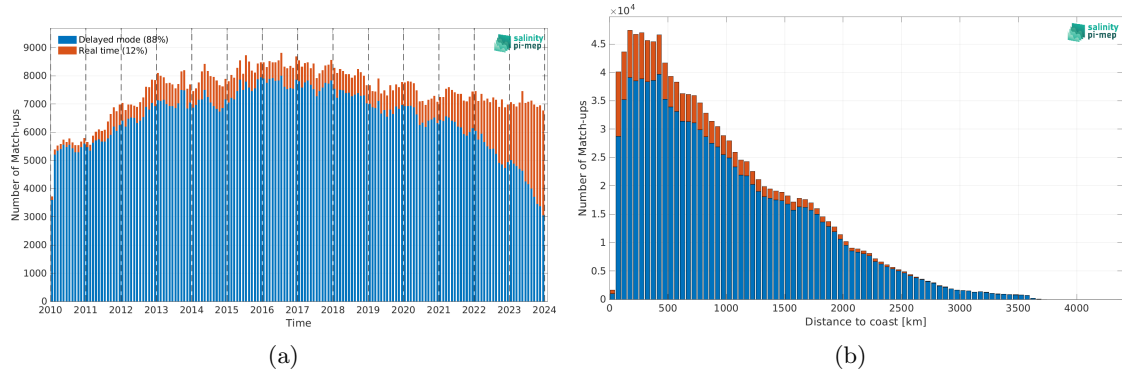 Delayed mode (88%)
Real time (12%)
salinity
pi-mep
9000
8000
7000
6000
5000
4000
3000
2000
1000
0
Number of Match-ups
2010 2011 2012 2013 2014 2015 2016 2017 2018 2019 2020 2021 2022 2023 2024
Time
(a)
×10⁴
salinity
pi-mep
4.5
4
3.5
3
2.5
2
1.5
1
0.5
0
Number of Match-ups
0 500 1000 1500 2000 2500 3000 3500 4000
Distance to coast [km]
(b)